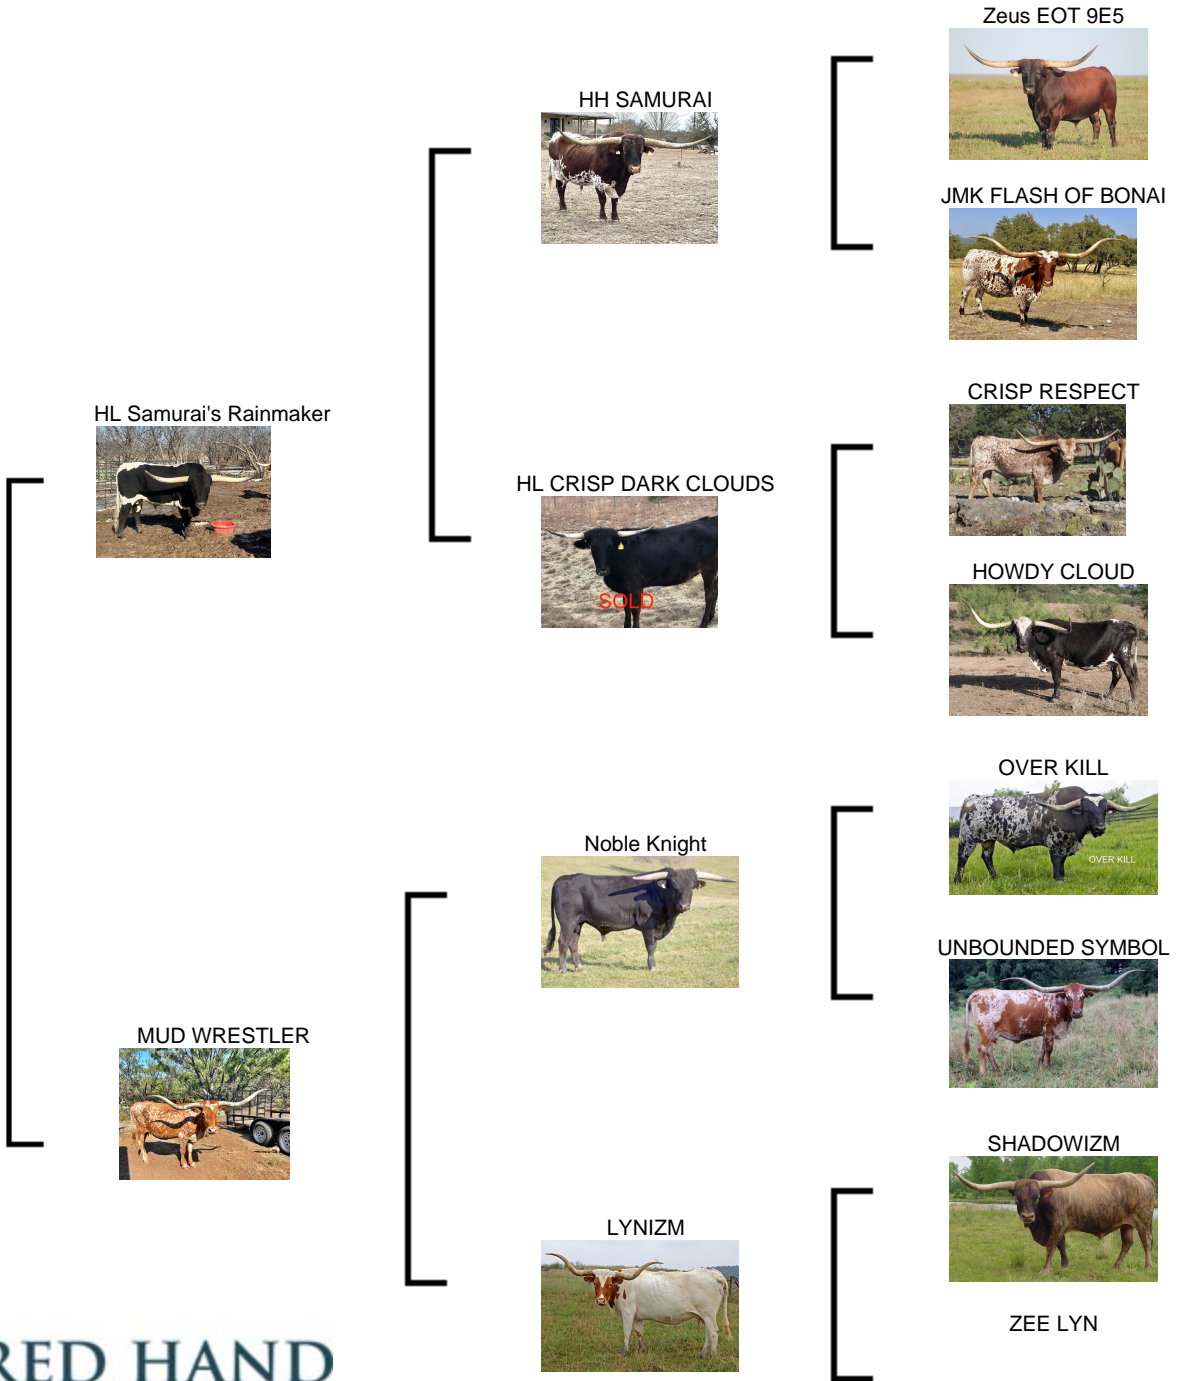 Zeus EOT 9E5
HH SAMURAI
JMK FLASH OF BONAI
CRISP RESPECT
HL Samurai's Rainmaker
HL CRISP DARK CLOUDS
SOLD
HOWDY CLOUD
OVER KILL
OVER KILL
Noble Knight
UNBOUNDED SYMBOL
MUD WRESTLER
SHADOWIZM
LYNIZM
ZEE LYN
RED HAND